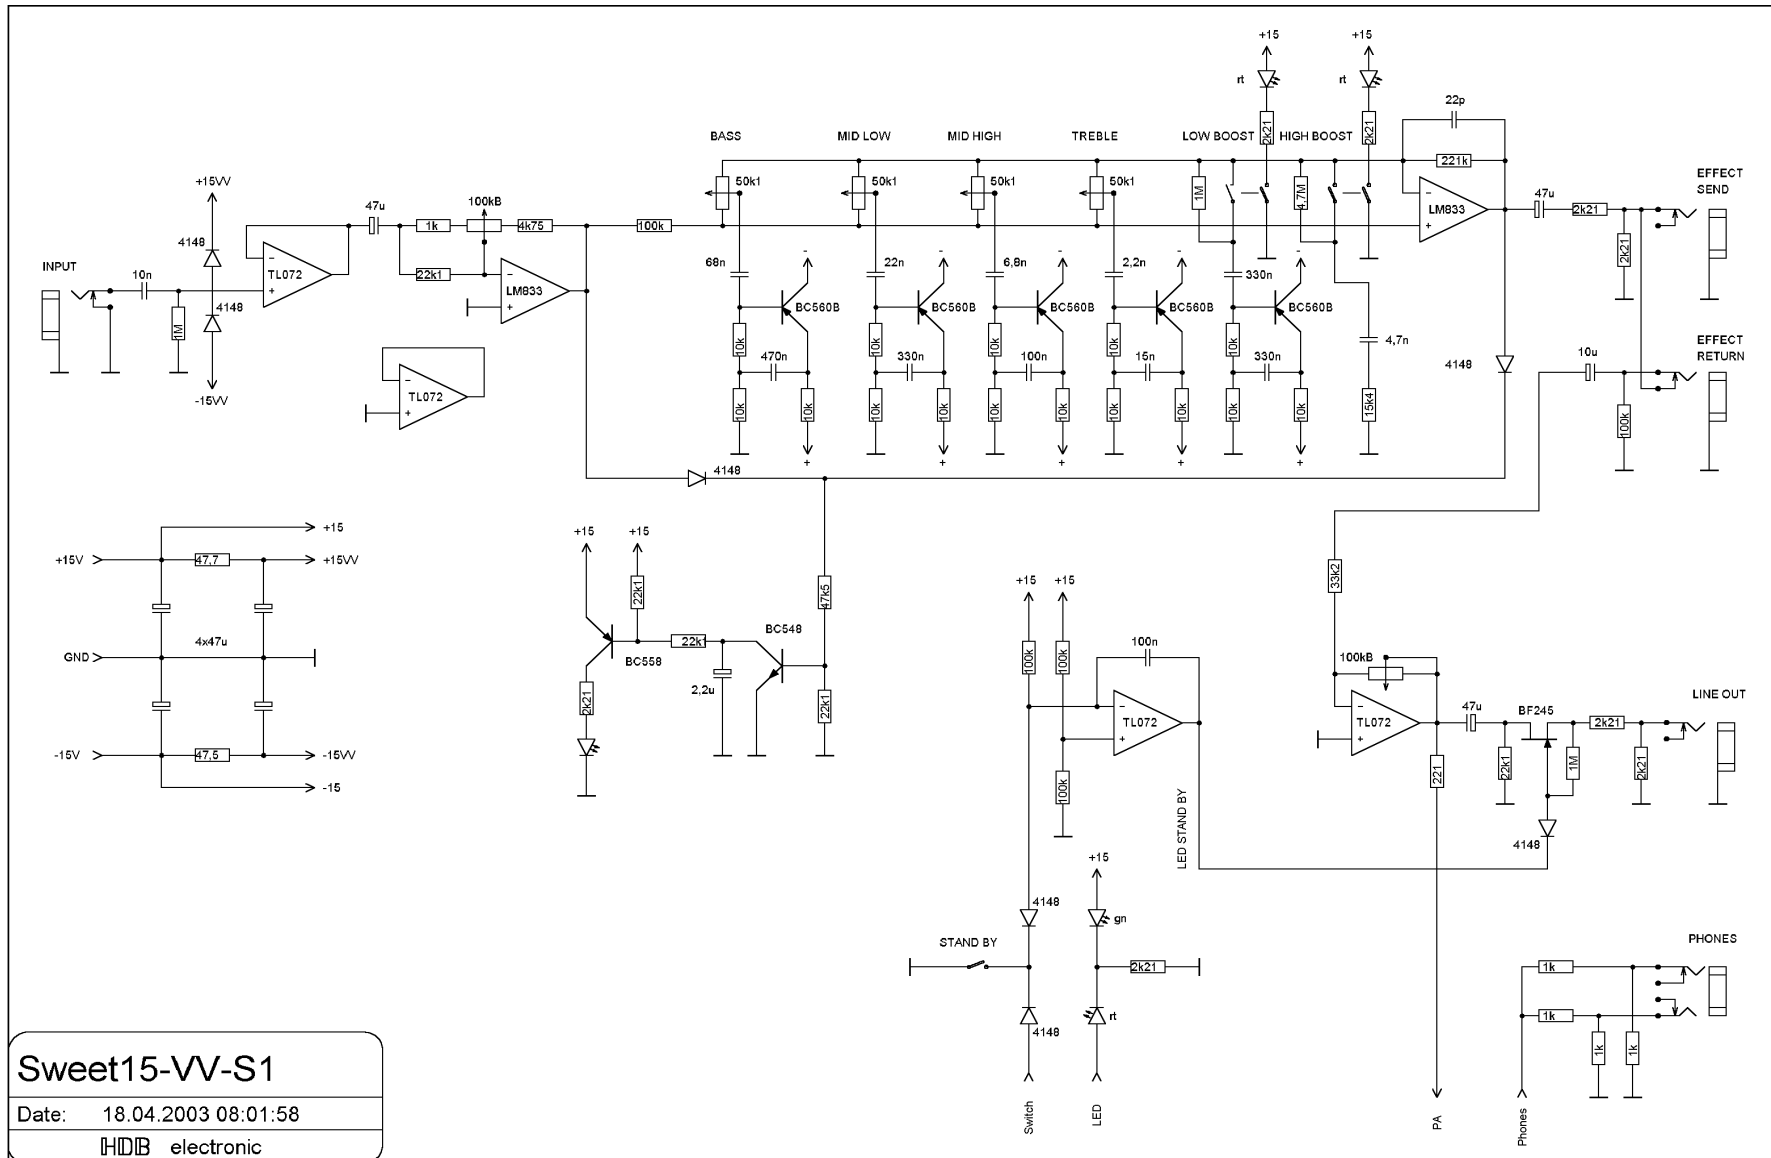 +15 +15
rt rt
22p
2k21 2k21
BASS MID LOW MID HIGH TREBLE LOW BOOST HIGH BOOST
221k
+15VV
50k1 50k1 50k1 50k1
1M 4,7M
EFFECT
SEND
47u 100kB
LM833
47u
2k21
1k 4k75 100k
4148
2k21
INPUT
10n
TL072
22k1
LM833
68n 22n 6,8n 2,2n 330n
- - - - -
+ -
4148
1M
BC560B BC560B BC560B BC560B BC560B
10k 10k 10k 10k 10k
4,7n
EFFECT
RETURN
10u
470n 330n 100n 15n 330n
4148
-15VV
TL072
10k 10k 10k 10k 10k 10k 10k 10k 10k 10k
15k4
100k
+ + + + +
4148
+15
+15V
47,7
+15VV
+15 +15
4x47u
GND
22k1
47k5
BC548
22k1
BC558
2,2u
2k21
22k1
-15V
47,5
-15VV
-15
+15 +15
33k2
100k 100k
100n
100kB
TL072
TL072
47u
BF245
2k21
LINE OUT
100k
221
22k1
1M
2k21
LED STAND BY
4148
+15
4148
gn
STAND BY
2k21
4148
rt
PHONES
1k
1k
1k 1k
Switch
LED
PA
Phones
Sweet15-VV-S1
Date: 18.04.2003 08:01:58
HDB electronic